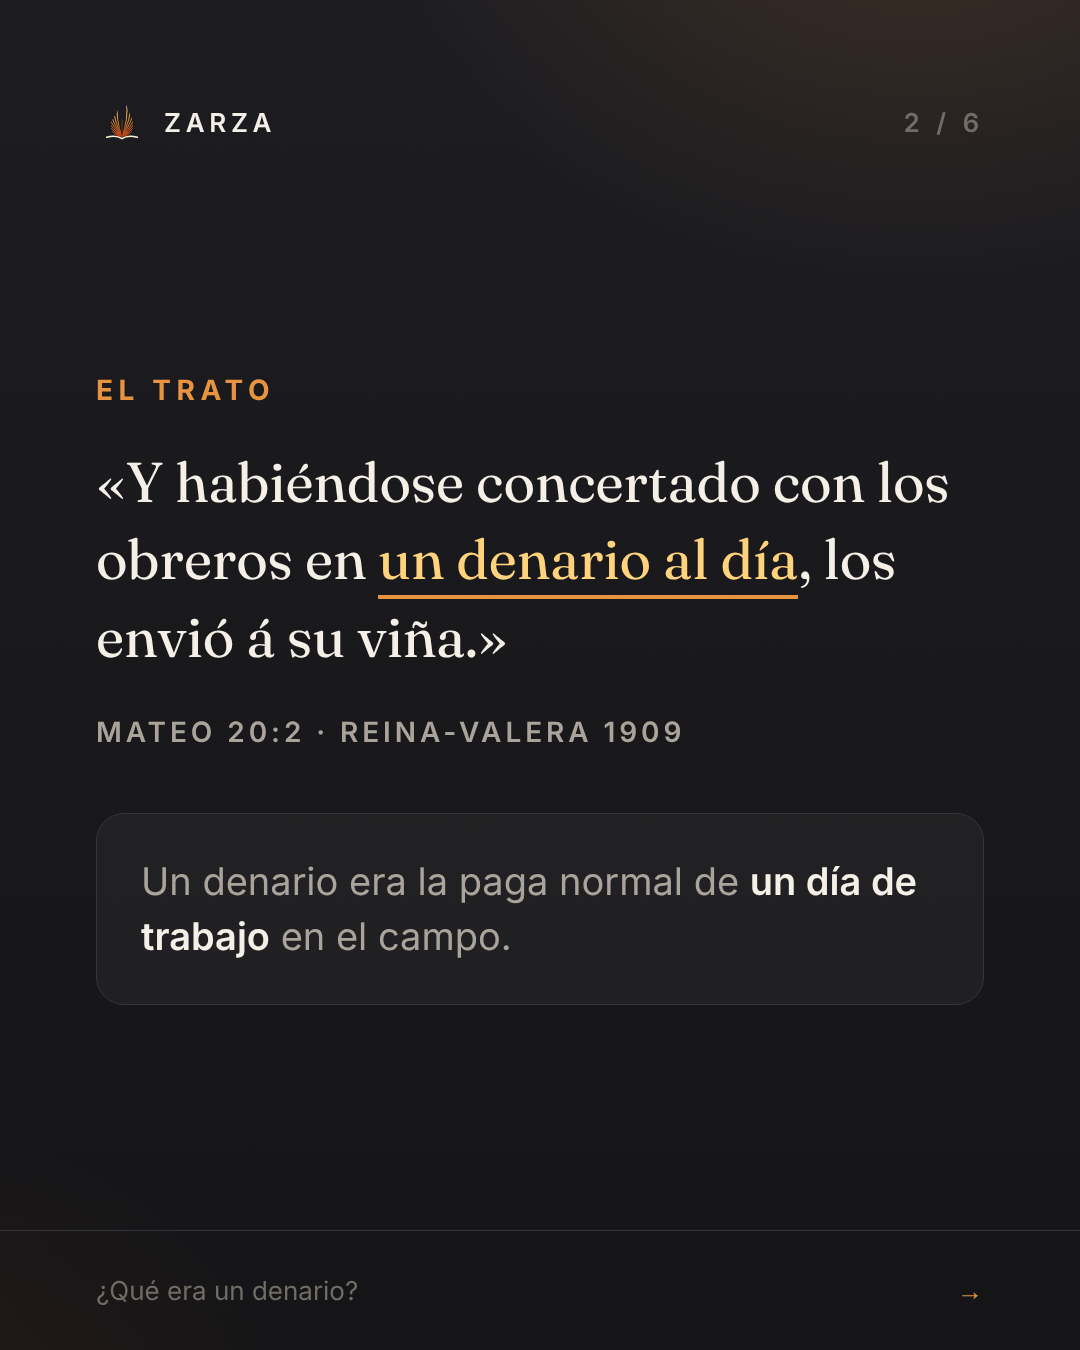 ZARZA
2 / 6
EL TRATO
«Y habiéndose concertado con los
obreros en un denario al día, los
envió á su viña.»
MATEO 20:2 · REINA-VALERA 1909
Un denario era la paga normal de un día de
trabajo en el campo.
¿Qué era un denario?
→